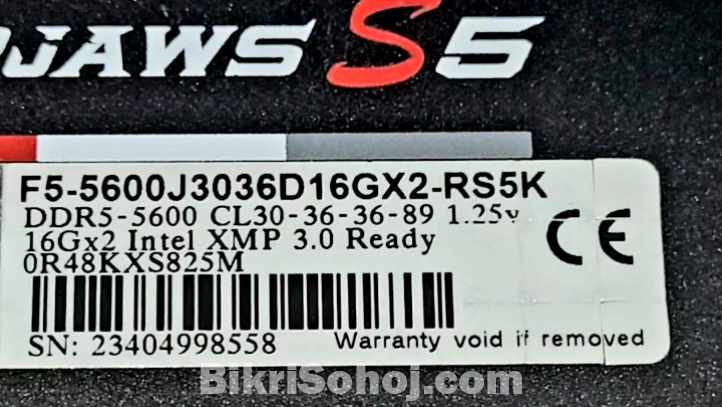 JAWS S5
F5-5600J3036D16GX2-RS5K
DDR5-5600 CL30-36-36-89 1.25v
16Gx2 Intel XMP 3.0 Ready
0R48KXS825M
CE
SN: 23404998558 Warranty void if removed
BikriSohoj.com